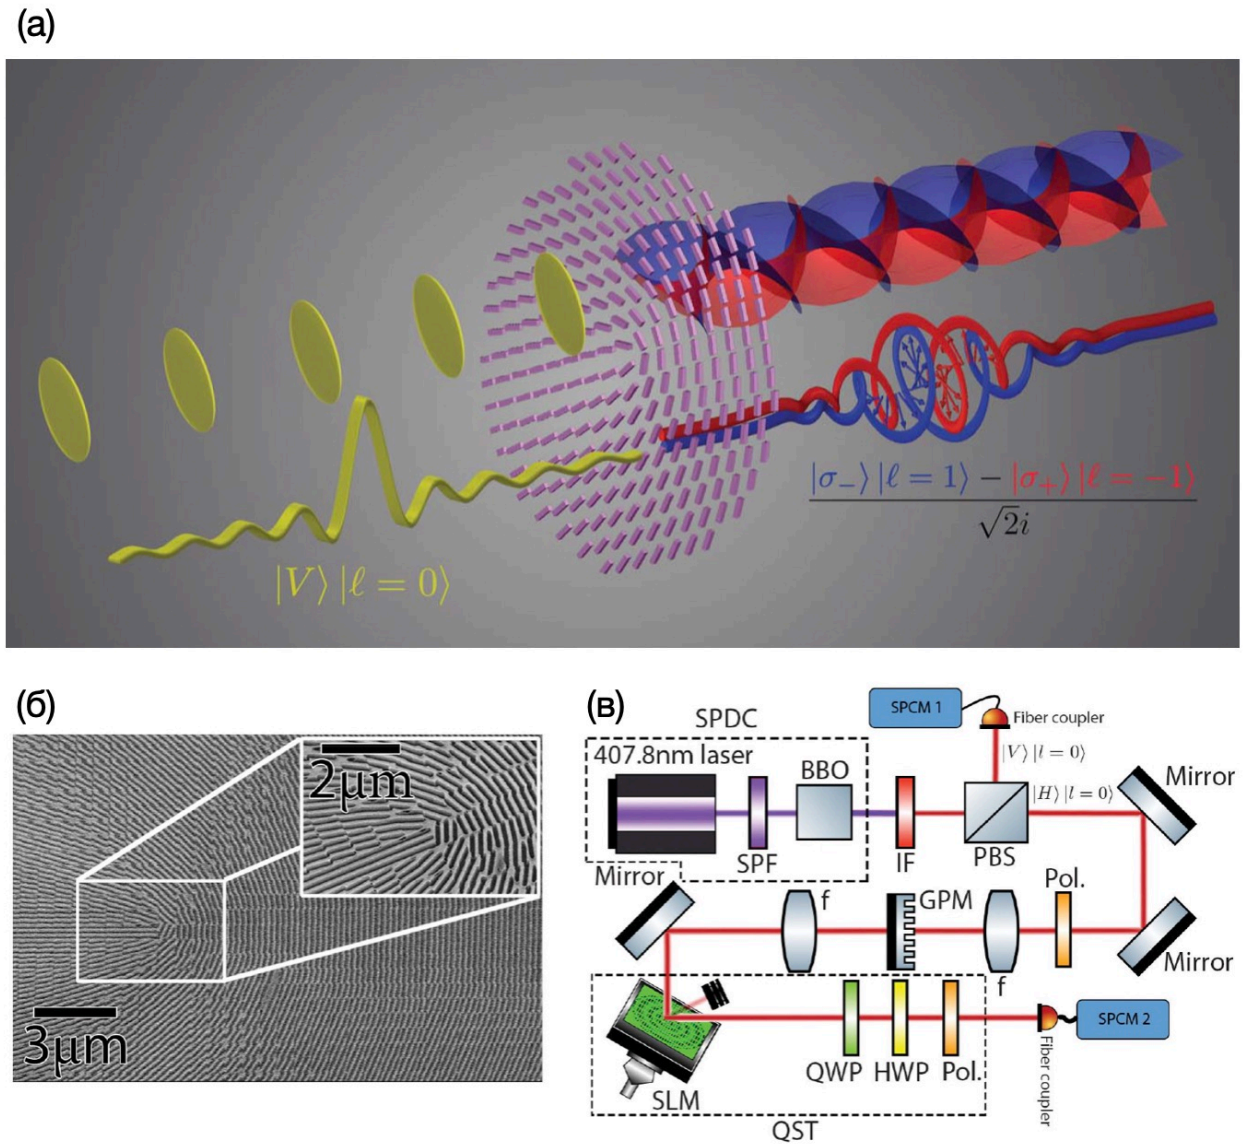 (а)
|V⟩ |ℓ = 0⟩
|σ₋⟩ |ℓ = 1⟩ − |σ₊⟩ |ℓ = −1⟩
√2i
(б)
2μm
3μm
(в)
SPCM 1
Fiber coupler
SPDC
|V⟩ |l = 0⟩
407.8nm laser
BBO
|H⟩ |l = 0⟩
Mirror
SPF
IF
PBS
Mirror
f
GPM
Pol.
f
Mirror
SPCM 2
Fiber
coupler
QWP
HWP
Pol.
SLM
QST